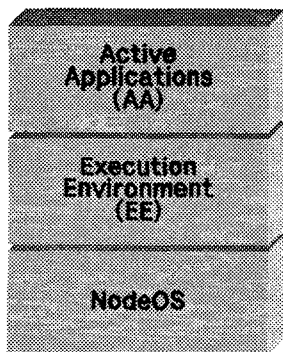 Active
Applications
(AA)
Execution
Environment
(EE)
NodeOS